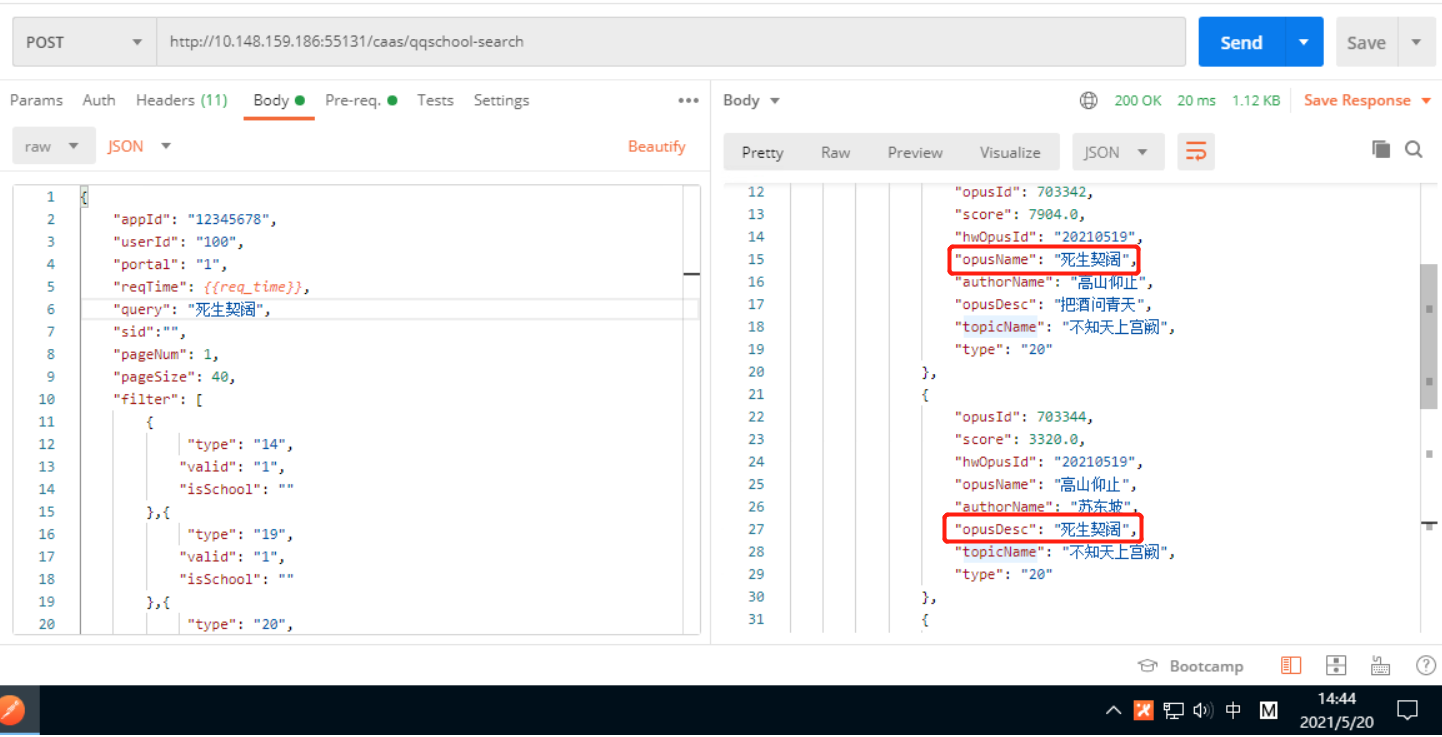 POST
http://10.148.159.186:55131/caas/qqschool-search
Send
Save
Params Auth Headers (11) Body Pre-req. Tests Settings
raw JSON Beautify
1 {
2 "appId": "12345678",
3 "userId": "100",
4 "portal": "1",
5 "reqTime": {{req_time}},
6 "query": "死生契阔",
7 "sid":"",
8 "pageNum": 1,
9 "pageSize": 40,
10 "filter": [
11 {
12 "type": "14",
13 "valid": "1",
14 "isSchool": ""
15 },{
16 "type": "19",
17 "valid": "1",
18 "isSchool": ""
19 },{
20 "type": "20",
Body 200 OK 20 ms 1.12 KB Save Response
Pretty Raw Preview Visualize JSON
12 "opusId": 703342,
13 "score": 7904.0,
14 "hwOpusId": "20210519",
15 "opusName": "死生契阔",
16 "authorName": "高山仰止",
17 "opusDesc": "把酒问青天",
18 "topicName": "不知天上宫阙",
19 "type": "20"
20 },
21 {
22 "opusId": 703344,
23 "score": 3320.0,
24 "hwOpusId": "20210519",
25 "opusName": "高山仰止",
26 "authorName": "苏东坡",
27 "opusDesc": "死生契阔",
28 "topicName": "不知天上宫阙",
29 "type": "20"
30 },
31 {
Bootcamp
中 M
14:44
2021/5/20